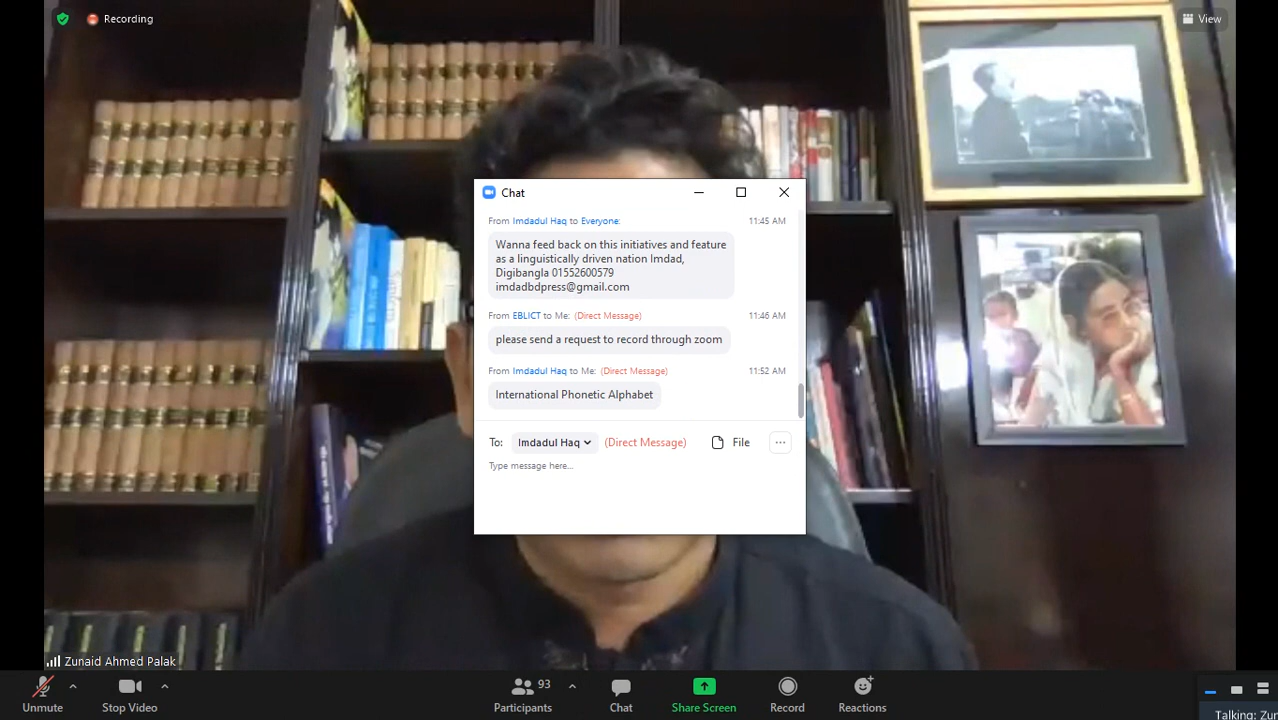 Recording
View
Chat
From Imdadul Haq to Everyone: 11:45 AM
Wanna feed back on this initiatives and feature
as a linguistically driven nation Imdad,
Digibangla 01552600579
imdadbdpress@gmail.com
From EBLICT to Me: (Direct Message) 11:46 AM
please send a request to record through zoom
From Imdadul Haq to Me: (Direct Message) 11:52 AM
International Phonetic Alphabet
To: Imdadul Haq (Direct Message) File
Type message here...
Zunaid Ahmed Palak
93
Unmute Stop Video Participants Chat Share Screen Record Reactions
Talking: Zun